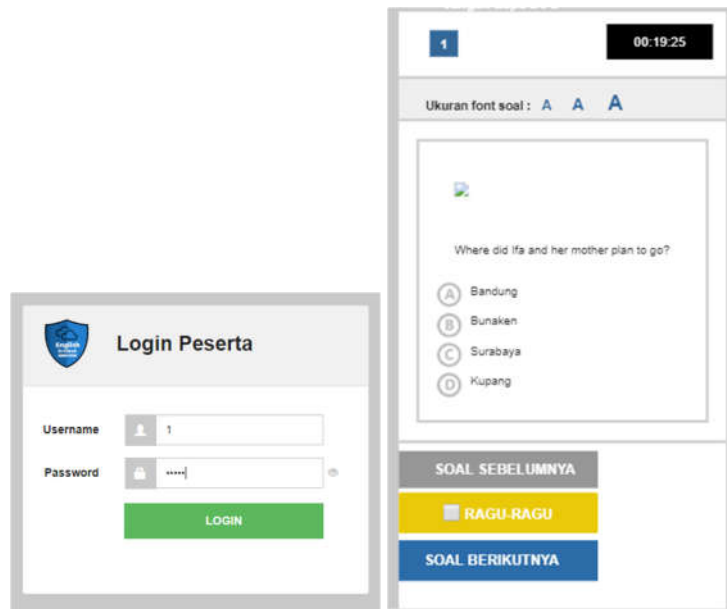 Login Peserta
English
Username
1
Password
•••••
LOGIN
1
00:19:25
Ukuran font soal : A A A
Where did Ifa and her mother plan to go?
A Bandung
B Bunaken
C Surabaya
D Kupang
SOAL SEBELUMNYA
RAGU-RAGU
SOAL BERIKUTNYA